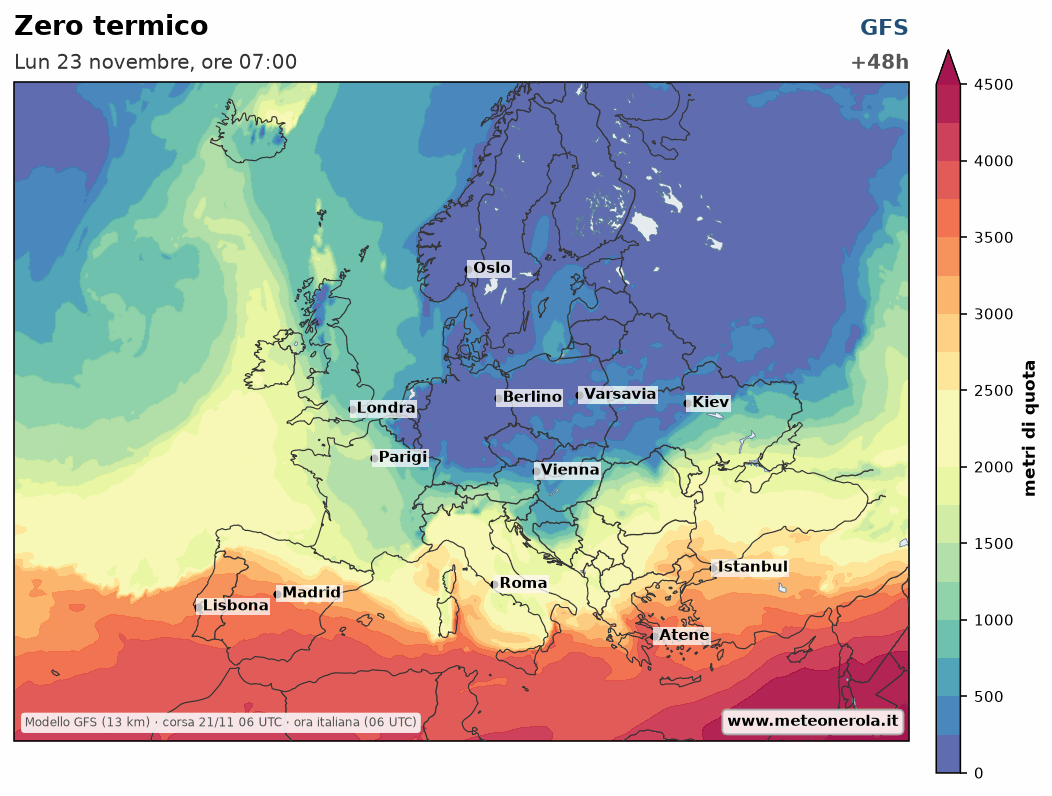 Zero termico
GFS
Lun 23 novembre, ore 07:00
+48h
4500
4000
3500
3000
2500
2000
1500
1000
500
0
metri di quota
Oslo
Londra
Berlino
Varsavia
Kiev
Parigi
Vienna
Istanbul
Roma
Madrid
Lisbona
Atene
Modello GFS (13 km) · corsa 21/11 06 UTC · ora italiana (06 UTC)
www.meteonerola.it